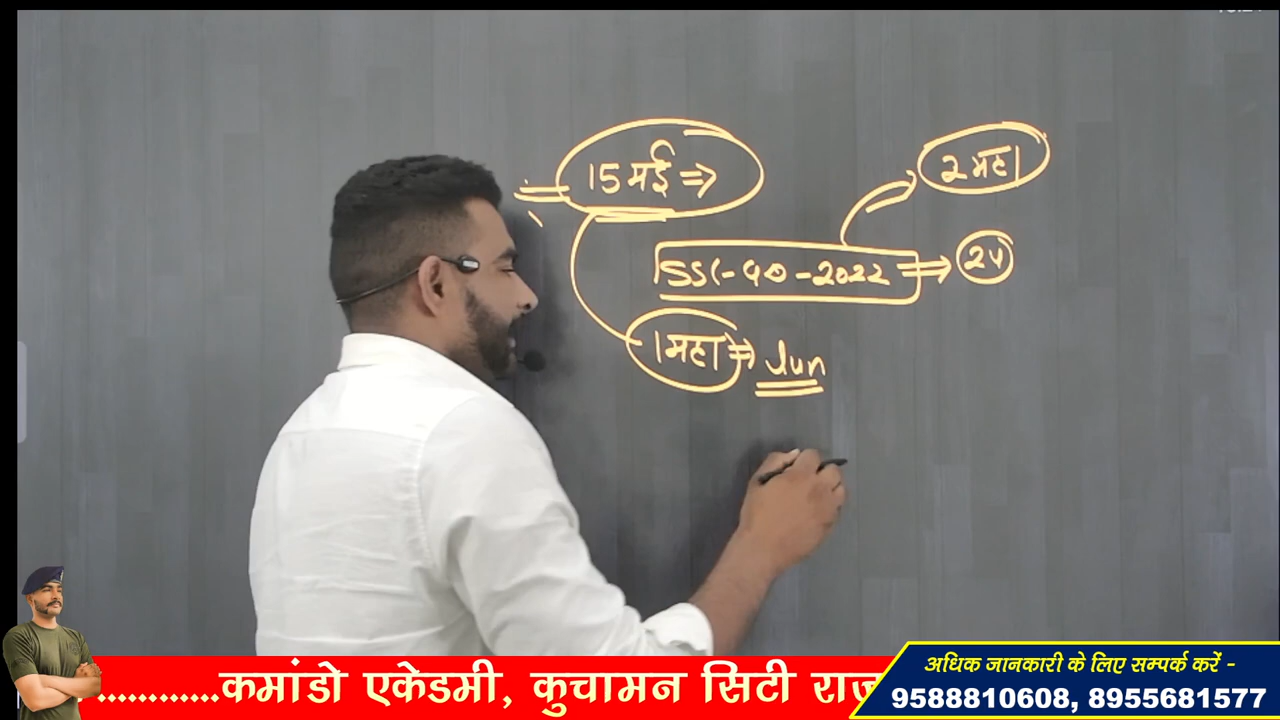 15 मई ⇒
2 मही
SSC-GD-2022 ⇒ 24
1 मही ⇒ Jun
............कमांडो एकेडमी, कुचामन सिटी राज
अधिक जानकारी के लिए सम्पर्क करें -
9588810608, 8955681577